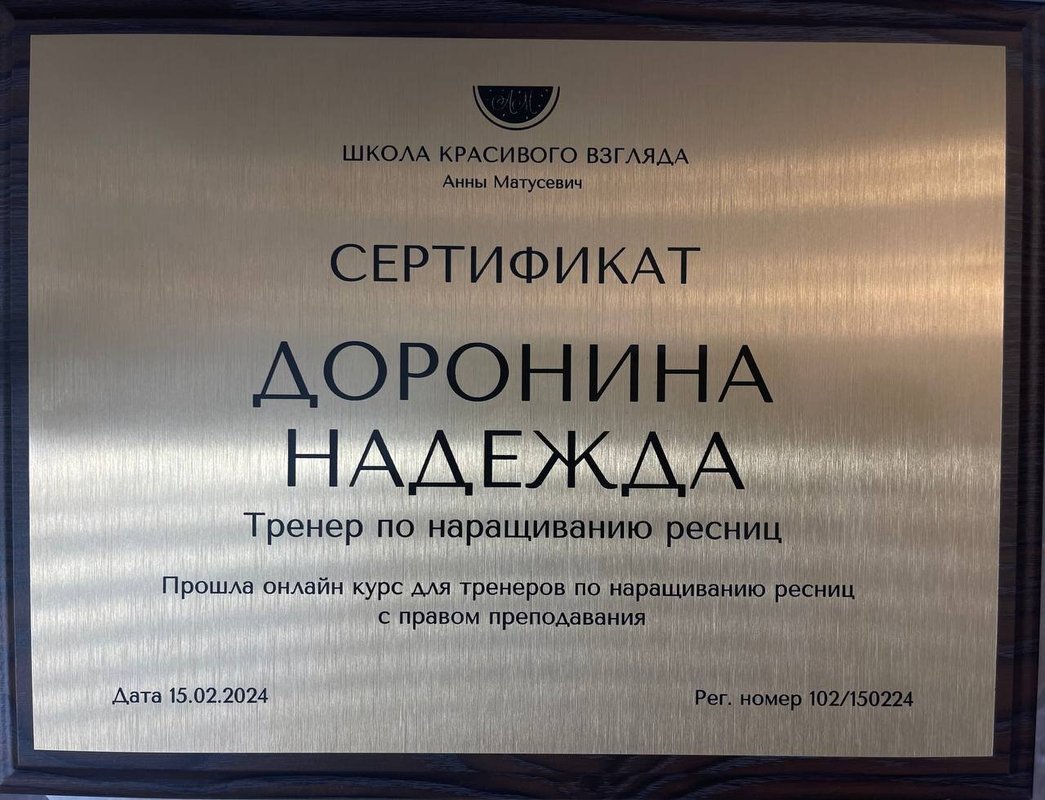 АМ
ШКОЛА КРАСИВОГО ВЗГЛЯДА
Анны Матусевич
СЕРТИФИКАТ
ДОРОНИНА
НАДЕЖДА
Тренер по наращиванию ресниц
Прошла онлайн курс для тренеров по наращиванию ресниц
с правом преподавания
Дата 15.02.2024
Рег. номер 102/150224